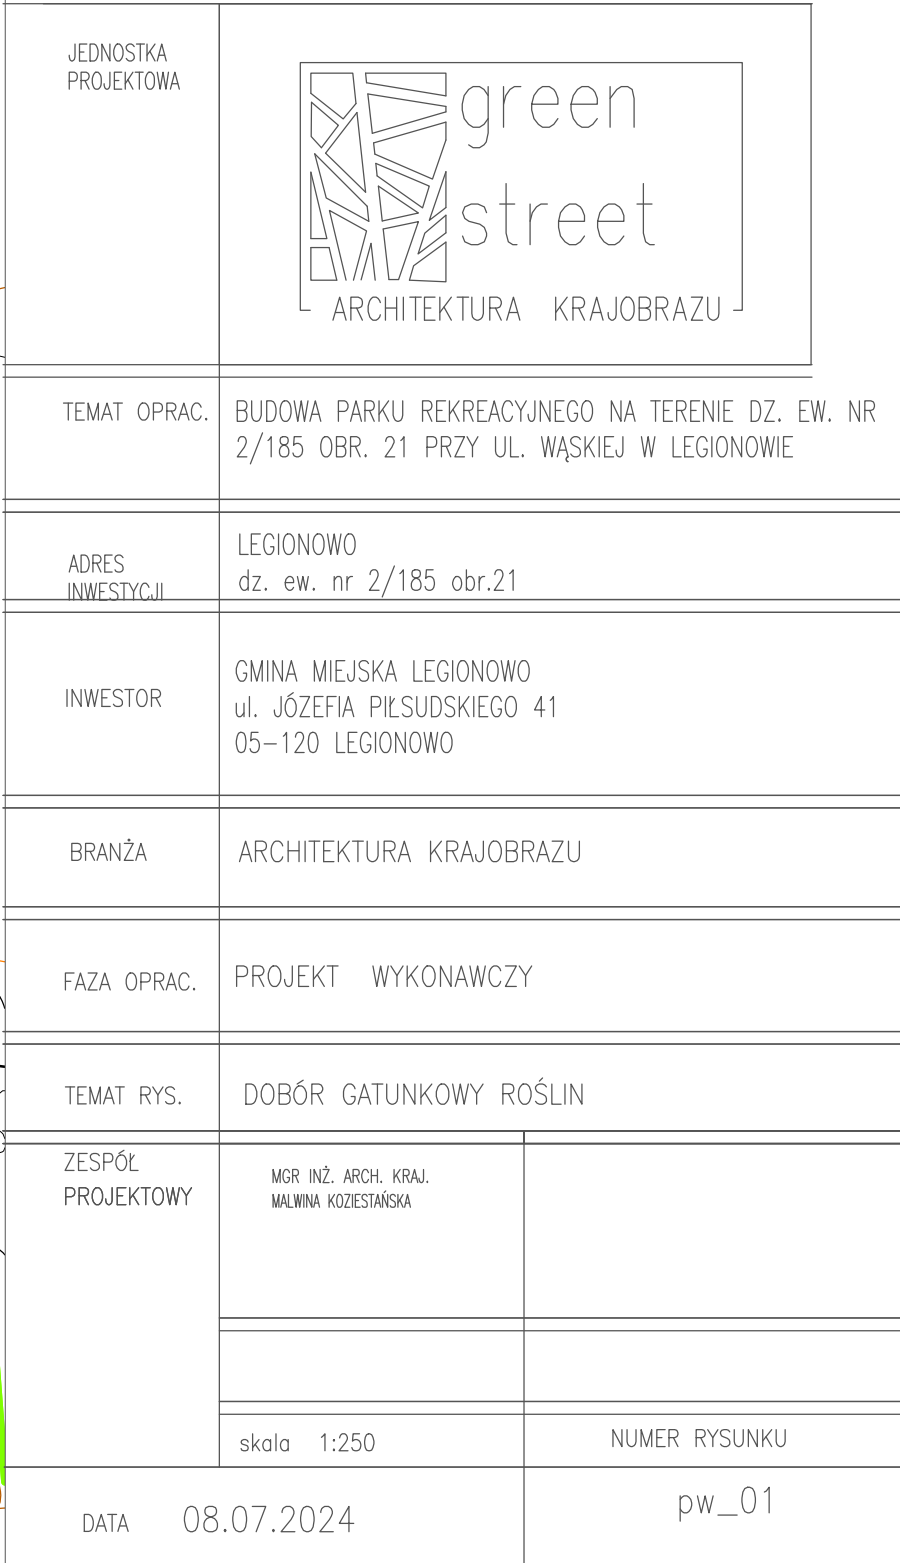 JEDNOSTKA
PROJEKTOWA
green
street
ARCHITEKTURA KRAJOBRAZU
TEMAT OPRAC.
BUDOWA PARKU REKREACYJNEGO NA TERENIE DZ. EW. NR
2/185 OBR. 21 PRZY UL. WĄSKIEJ W LEGIONOWIE
ADRES
INWESTYCJI
LEGIONOWO
dz. ew. nr 2/185 obr.21
INWESTOR
GMINA MIEJSKA LEGIONOWO
ul. JÓZEFIA PIŁSUDSKIEGO 41
05-120 LEGIONOWO
BRANŻA
ARCHITEKTURA KRAJOBRAZU
FAZA OPRAC.
PROJEKT WYKONAWCZY
TEMAT RYS.
DOBÓR GATUNKOWY ROŚLIN
ZESPÓŁ
PROJEKTOWY
MGR INŻ. ARCH. KRAJ.
MALWINA KOZIESTAŃSKA
skala 1:250
NUMER RYSUNKU
pw_01
DATA 08.07.2024